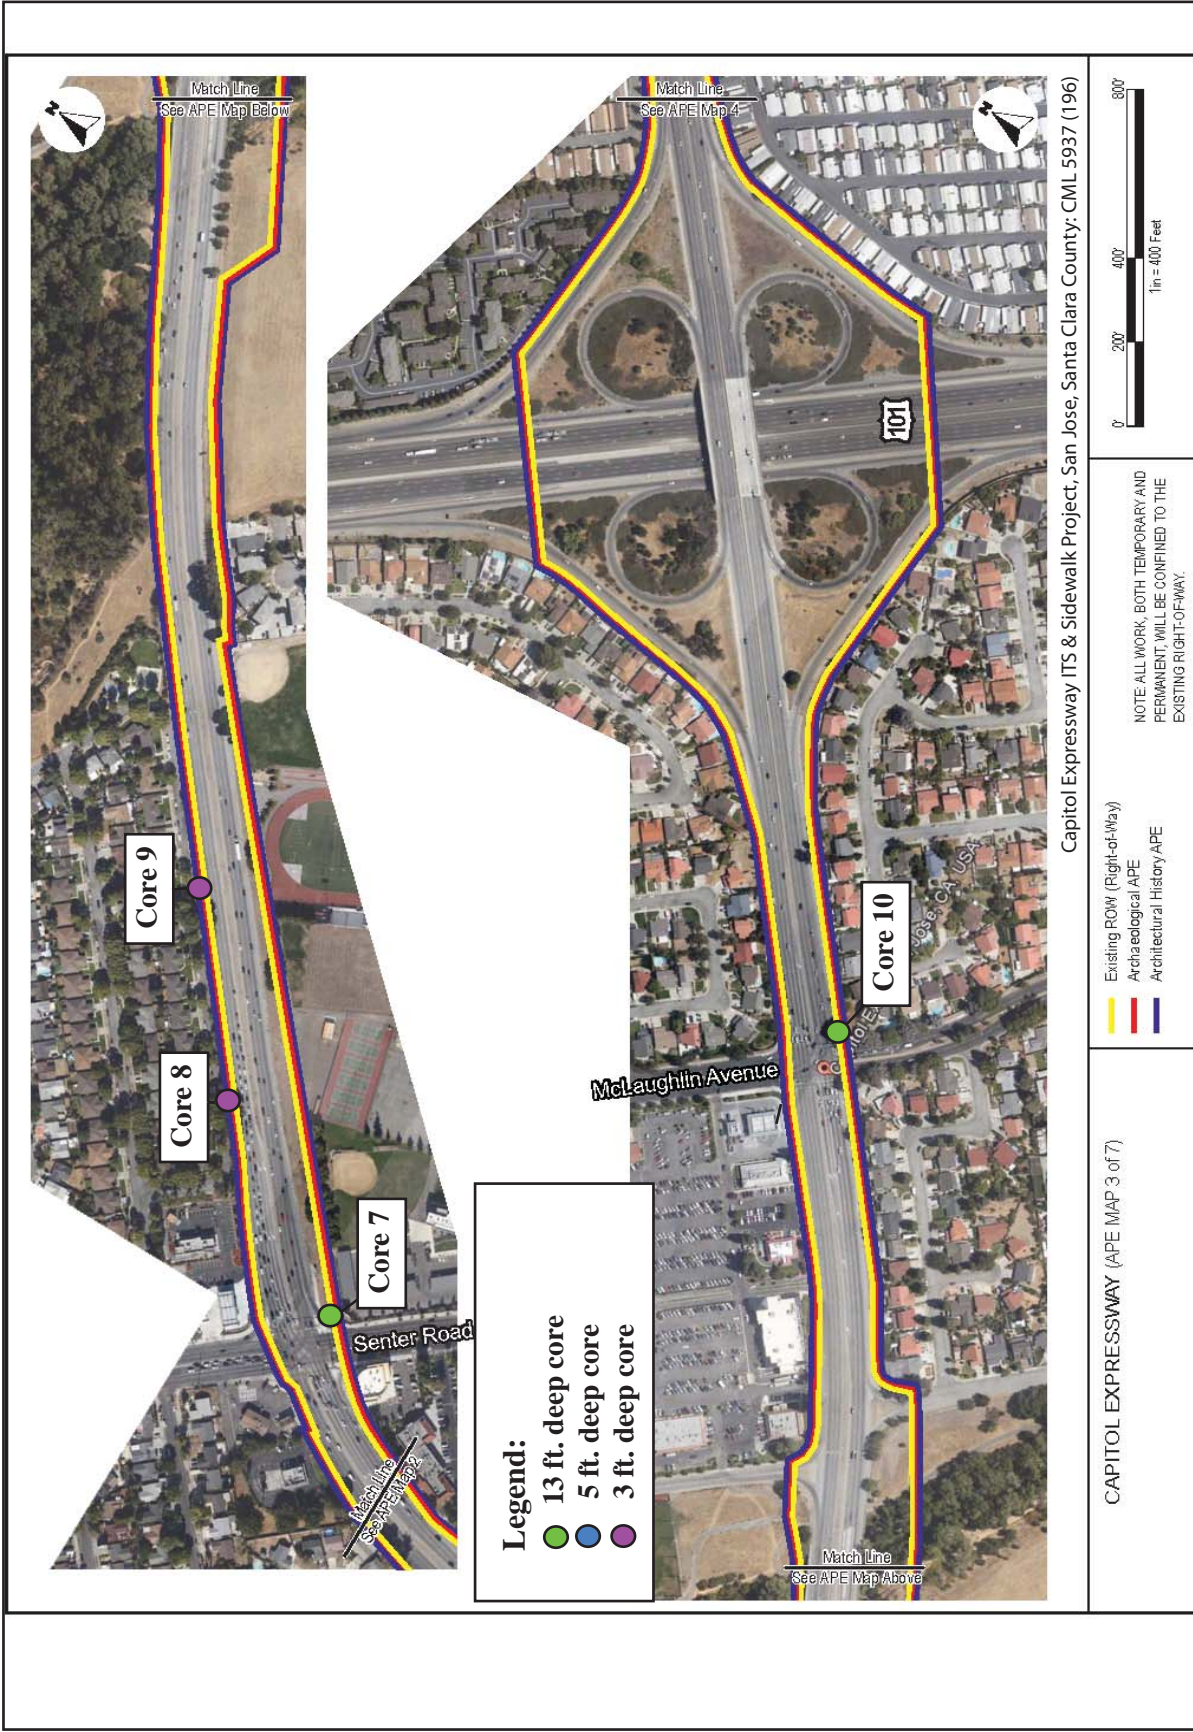 N
Match Line
See APE Map Below
Core 9
Core 8
Core 7
Senter Road
Match Line
See APE Map 2
Legend:
13 ft. deep core
5 ft. deep core
3 ft. deep core
Match Line
See APE Map 4
N
101
McLaughlin Avenue
Core 10
Jose, CA, USA
Match Line
See APE Map Above
Capitol Expressway ITS & Sidewalk Project, San Jose, Santa Clara County: CML 5937 (196)
CAPITOL EXPRESSWAY (APE MAP 3 of 7)
Existing ROW (Right-of-Way)
Archaeological APE
Architectural History APE
NOTE: ALL WORK, BOTH TEMPORARY AND
PERMANENT, WILL BE CONFINED TO THE
EXISTING RIGHT-OF-WAY.
0' 200' 400' 800'
1in = 400 Feet